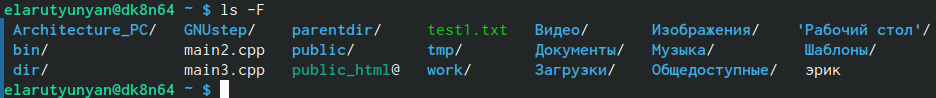 elarutyunyan@dk8n64 ~ $ ls -F
Architecture_PC/ GNUstep/ parentdir/ test1.txt Видео/ Изображения/ 'Рабочий стол'/
bin/ main2.cpp public/ tmp/ Документы/ Музыка/ Шаблоны/
dir/ main3.cpp public_html@ work/ Загрузки/ Общедоступные/ эрик
elarutyunyan@dk8n64 ~ $